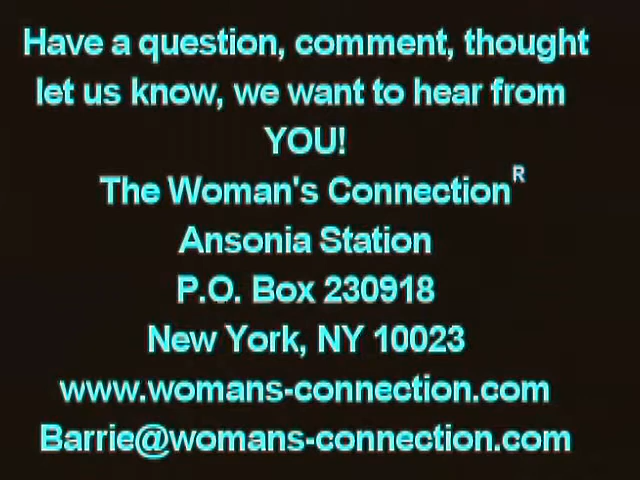 Have a question, comment, thought
let us know, we want to hear from
YOU!
The Woman's Connection R
Ansonia Station
P.O. Box 230918
New York, NY 10023
www.womans-connection.com
Barrie@womans-connection.com